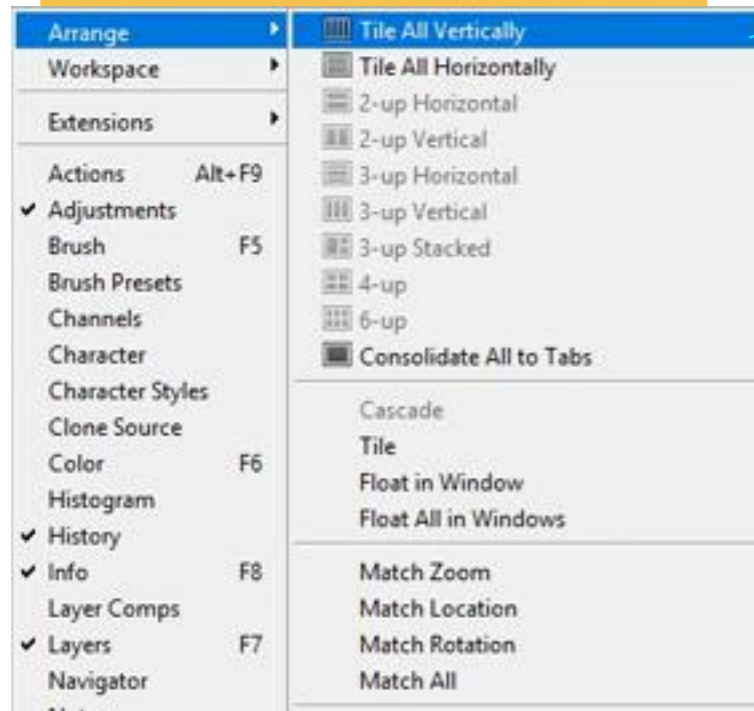 Arrange
Workspace
Extensions
Actions Alt+F9
Adjustments
Brush F5
Brush Presets
Channels
Character
Character Styles
Clone Source
Color F6
Histogram
History
Info F8
Layer Comps
Layers F7
Navigator
Tile All Vertically
Tile All Horizontally
2-up Horizontal
2-up Vertical
3-up Horizontal
3-up Vertical
3-up Stacked
4-up
6-up
Consolidate All to Tabs
Cascade
Tile
Float in Window
Float All in Windows
Match Zoom
Match Location
Match Rotation
Match All